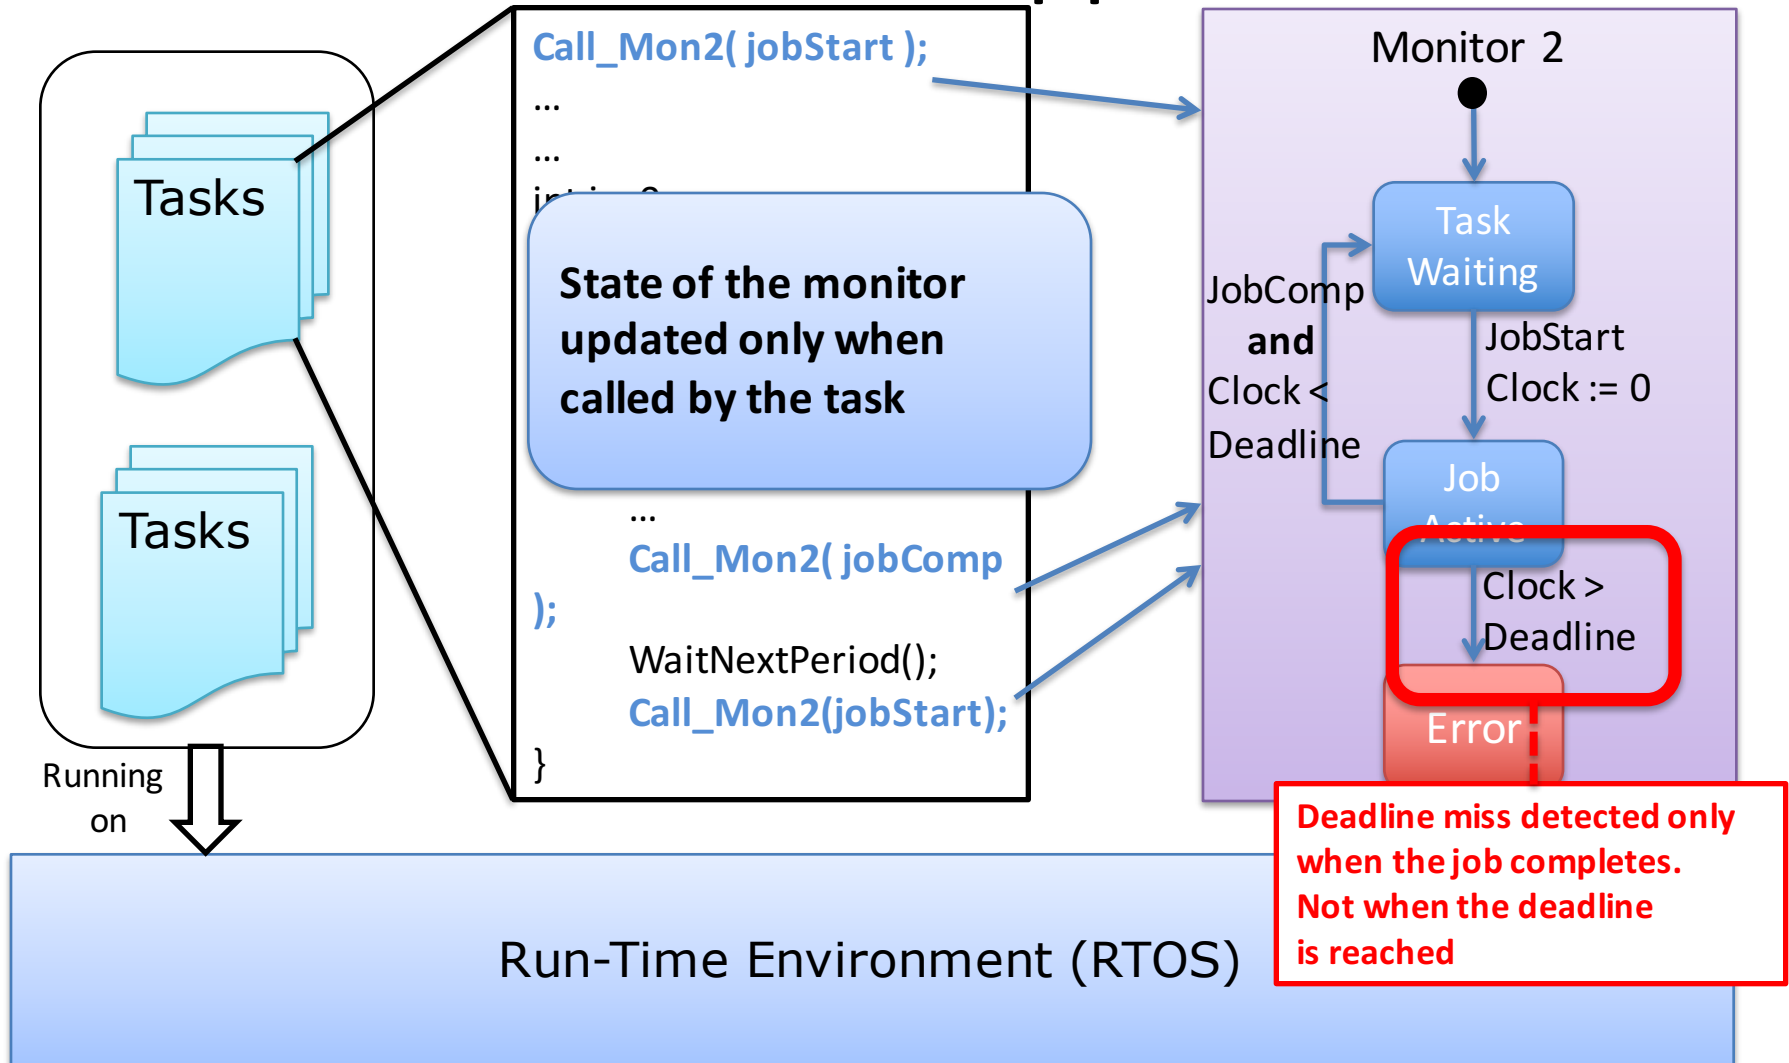 Tasks
Tasks
Running
on
Call_Mon2( jobStart );
...
...
State of the monitor
updated only when
called by the task
...
Call_Mon2( jobComp
);
WaitNextPeriod();
Call_Mon2(jobStart);
}
Monitor 2
Task
Waiting
JobComp
and
Clock <
Deadline
JobStart
Clock := 0
Job
Active
Clock >
Deadline
Error
Deadline miss detected only
when the job completes.
Not when the deadline
is reached
Run-Time Environment (RTOS)